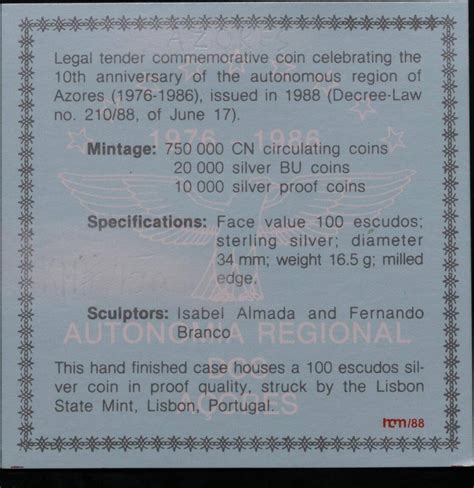 AZORES
Legal tender commemorative coin celebrating the
10th anniversary of the autonomous region of
Azores (1976-1986), issued in 1988 (Decree-Law
no. 210/88, of June 17).
1976 - 1986
Mintage: 750 000 CN circulating coins
20 000 silver BU coins
10 000 silver proof coins
Specifications: Face value 100 escudos;
sterling silver; diameter
34 mm; weight 16.5 g; milled
edge.
Sculptors: Isabel Almada and Fernando
Branco
AUTONOMIA REGIONAL
DOS
AÇORES
This hand finished case houses a 100 escudos sil-
ver coin in proof quality, struck by the Lisbon
State Mint, Lisbon, Portugal.
ncm/88